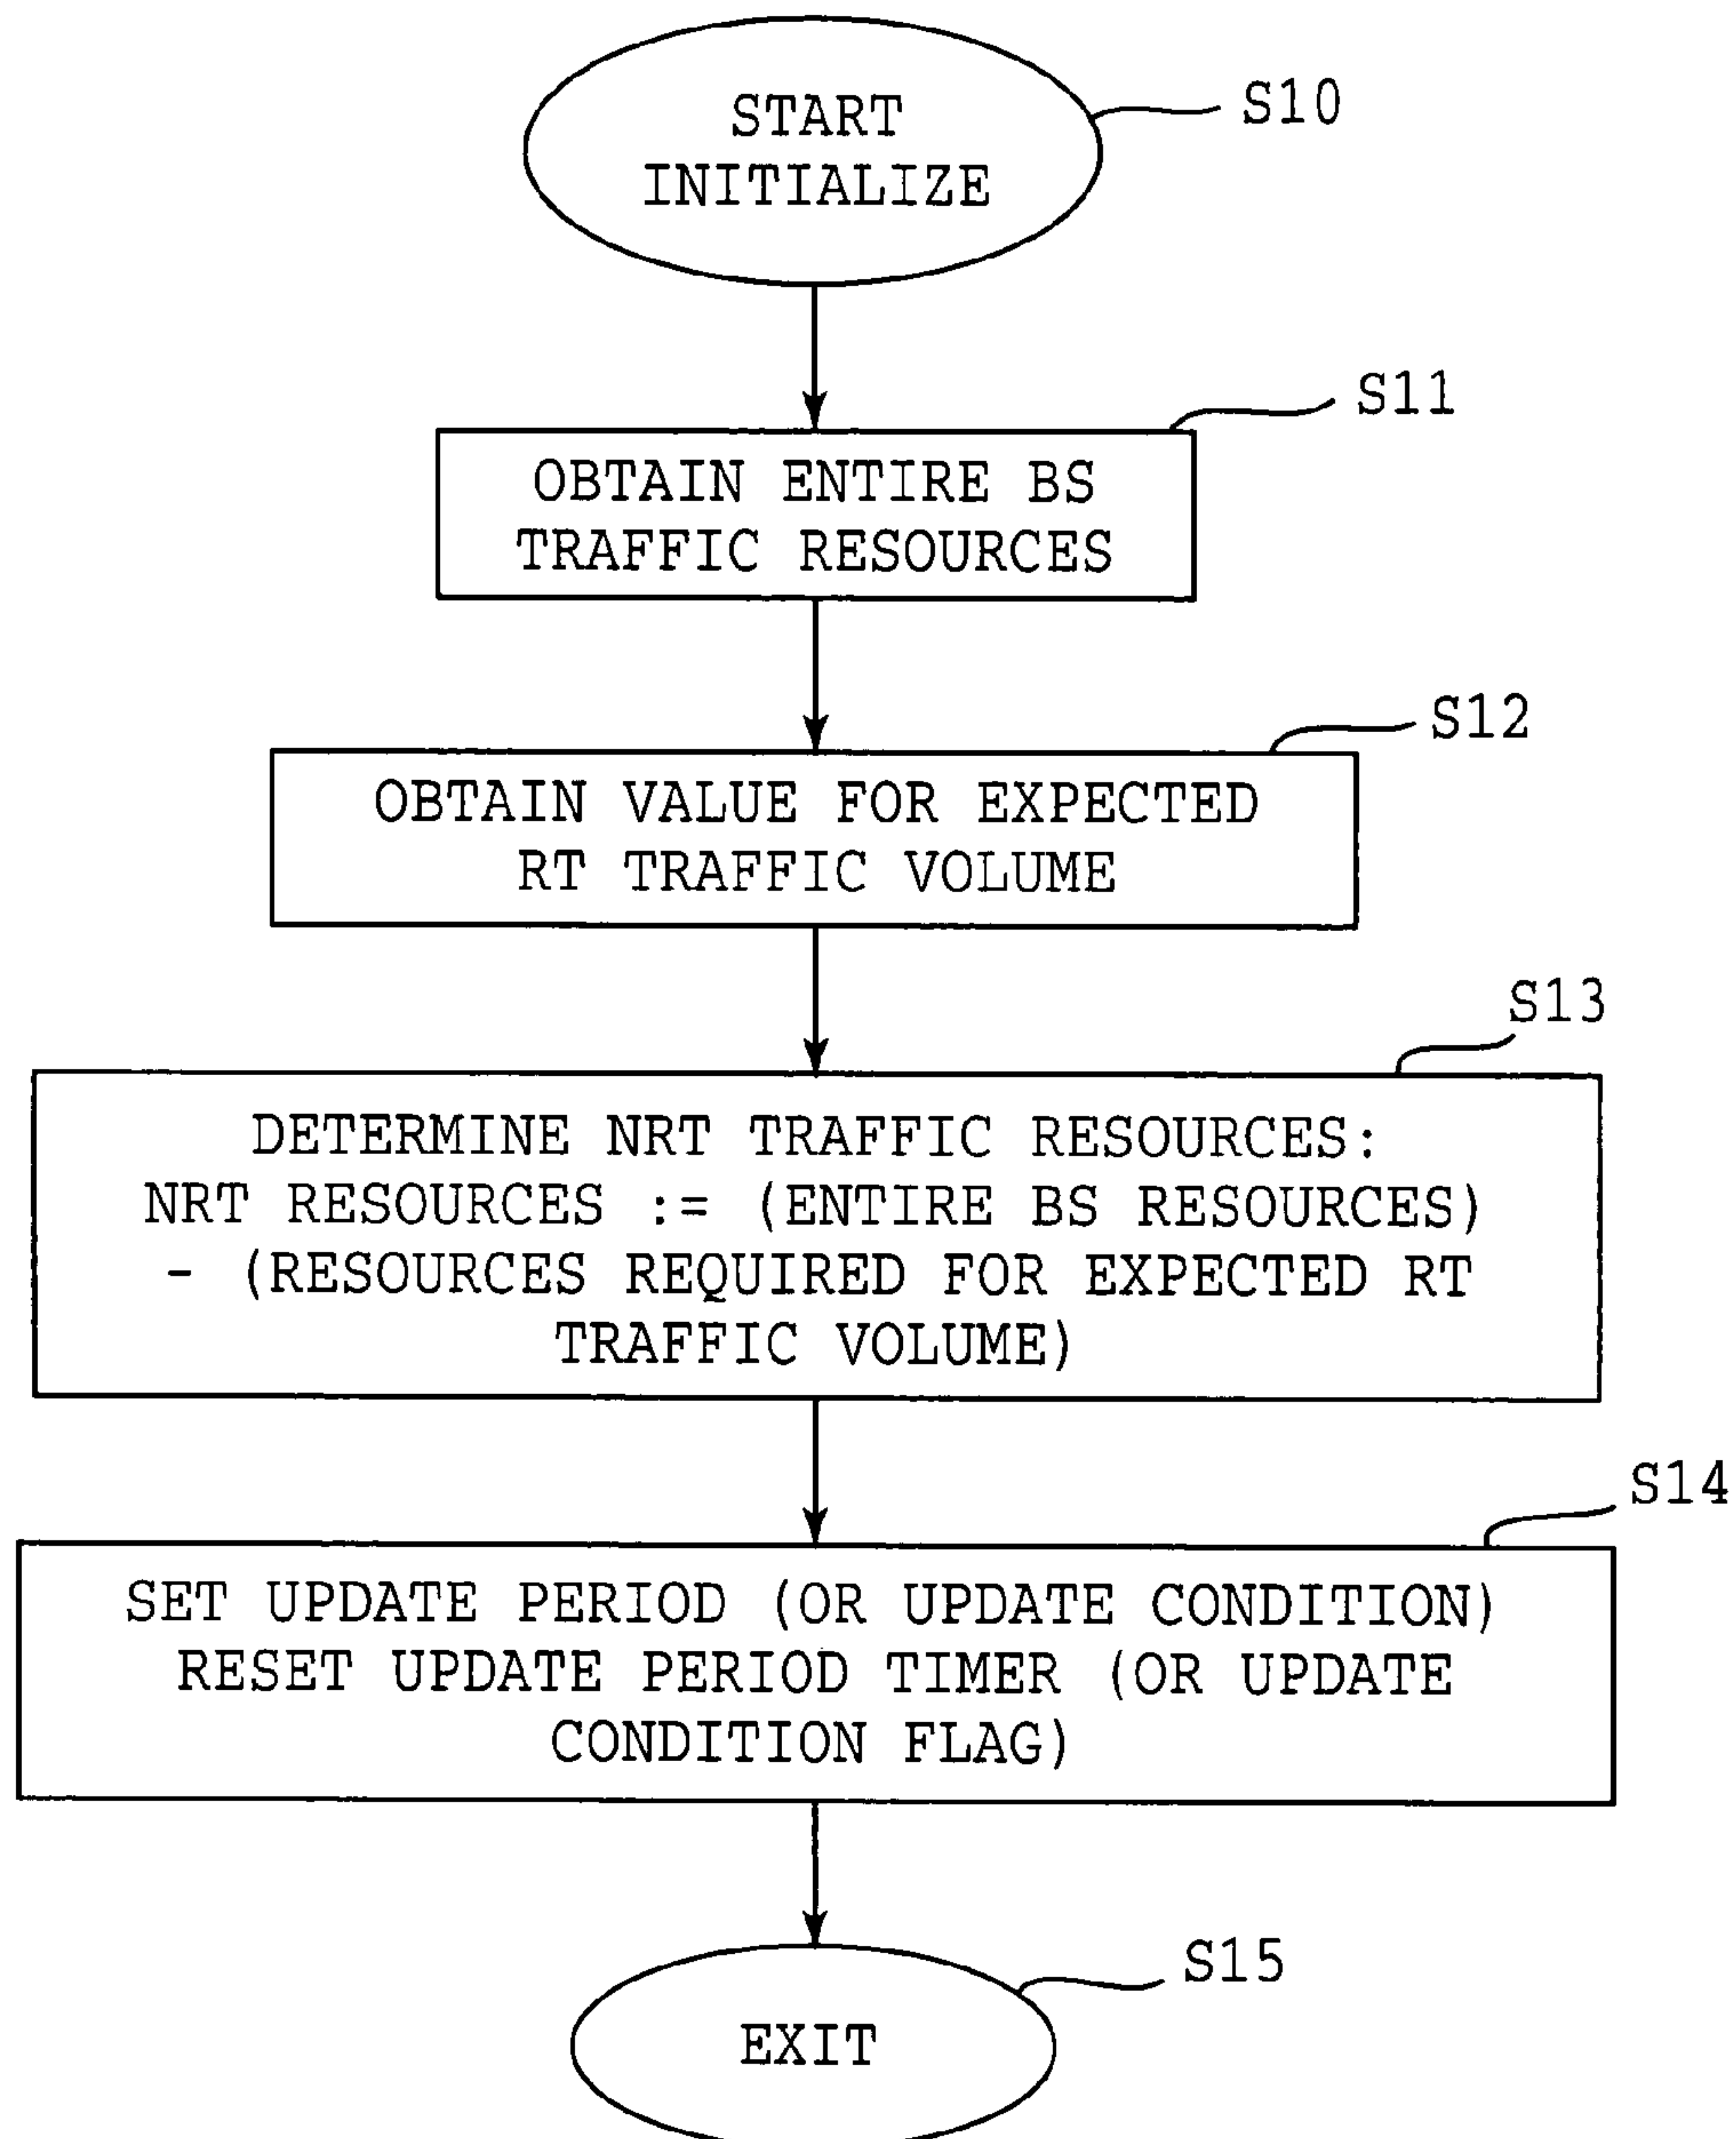 START
INITIALIZE
S10
S11
OBTAIN ENTIRE BS
TRAFFIC RESOURCES
S12
OBTAIN VALUE FOR EXPECTED
RT TRAFFIC VOLUME
S13
DETERMINE NRT TRAFFIC RESOURCES:
NRT RESOURCES := (ENTIRE BS RESOURCES)
- (RESOURCES REQUIRED FOR EXPECTED RT
TRAFFIC VOLUME)
S14
SET UPDATE PERIOD (OR UPDATE CONDITION)
RESET UPDATE PERIOD TIMER (OR UPDATE
CONDITION FLAG)
S15
EXIT